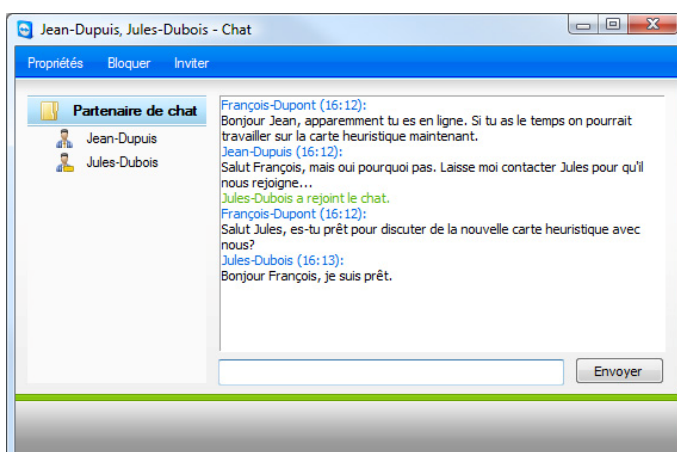 Jean-Dupuis, Jules-Dubois - Chat
Propriétés Bloquer Inviter
Partenaire de chat
Jean-Dupuis
Jules-Dubois
François-Dupont (16:12):
Bonjour Jean, apparemment tu es en ligne. Si tu as le temps on pourrait
travailler sur la carte heuristique maintenant.
Jean-Dupuis (16:12):
Salut François, mais oui pourquoi pas. Laisse moi contacter Jules pour qu'il
nous rejoigne...
Jules-Dubois a rejoint le chat.
François-Dupont (16:12):
Salut Jules, es-tu prêt pour discuter de la nouvelle carte heuristique avec
nous?
Jules-Dubois (16:13):
Bonjour François, je suis prêt.
Envoyer